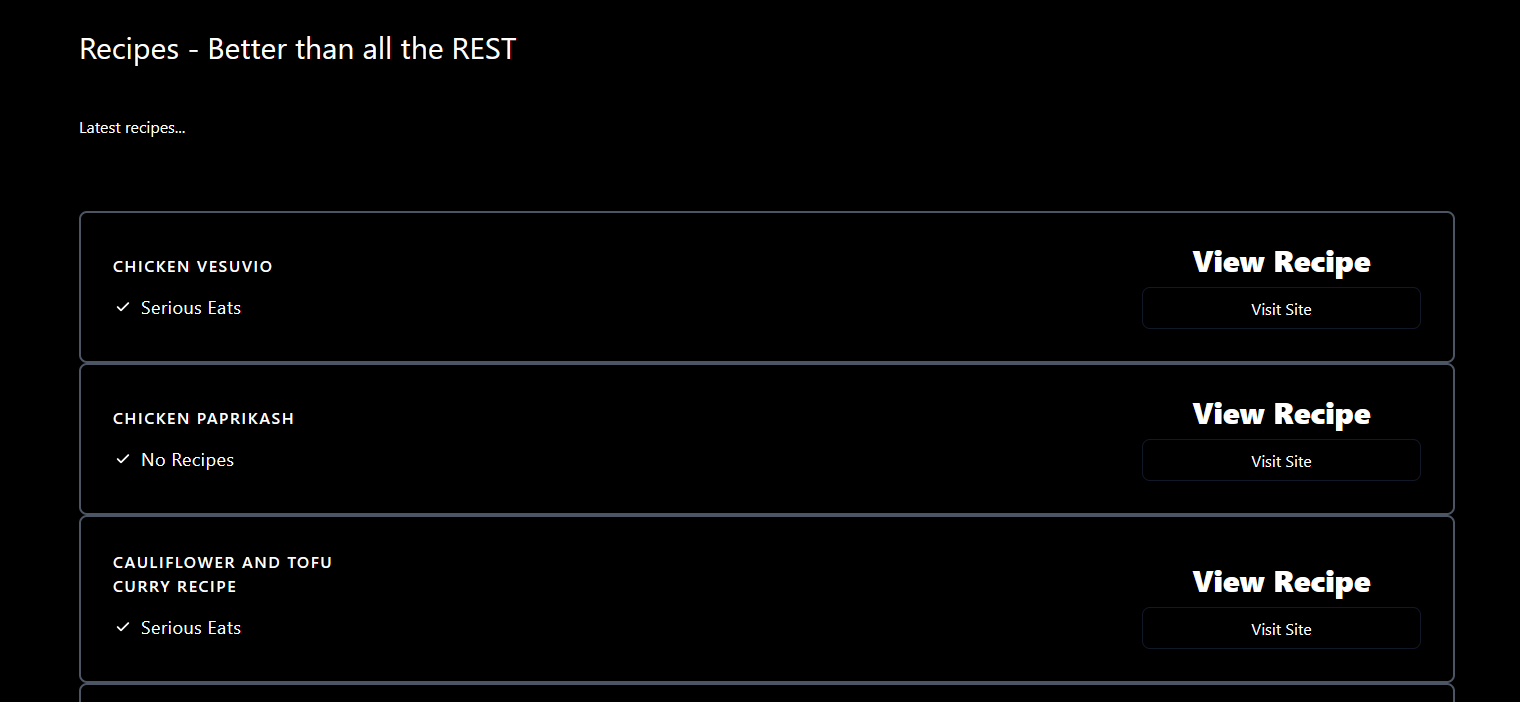 Recipes - Better than all the REST
Latest recipes...
CHICKEN VESUVIO
Serious Eats
View Recipe
Visit Site
CHICKEN PAPRIKASH
No Recipes
View Recipe
Visit Site
CAULIFLOWER AND TOFU
CURRY RECIPE
Serious Eats
View Recipe
Visit Site